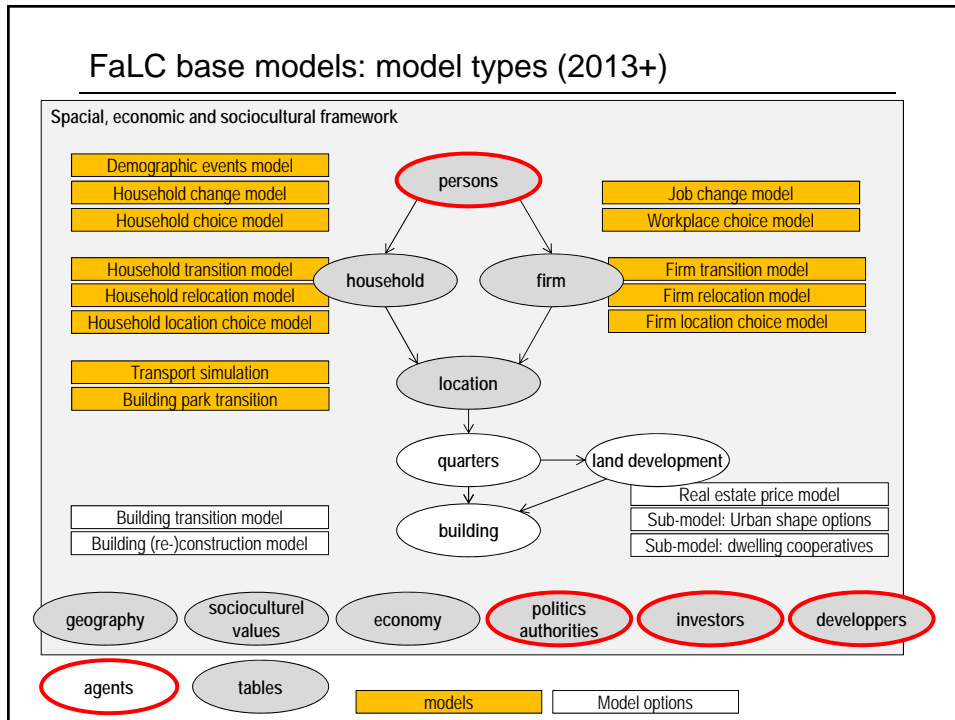 FaLC base models: model types (2013+)
Spacial, economic and sociocultural framework
Demographic events model
Household change model
Household choice model
persons
Job change model
Workplace choice model
Household transition model
Household relocation model
Household location choice model
household
firm
Firm transition model
Firm relocation model
Firm location choice model
Transport simulation
Building park transition
location
quarters
land development
Real estate price model
Sub-model: Urban shape options
Sub-model: dwelling cooperatives
Building transition model
Building (re-)construction model
building
geography
socioculturel
values
economy
politics
authorities
investors
developpers
agents
tables
models
Model options